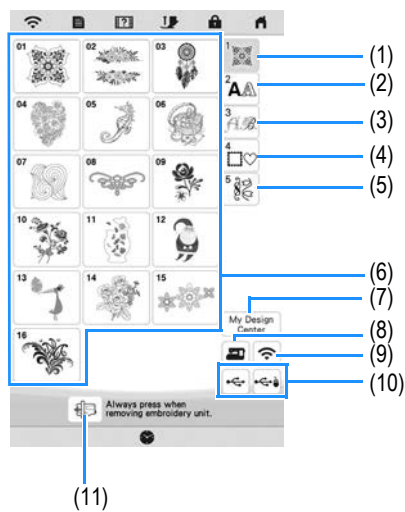 01 02 03
04 05 06
07 08 09
10 11 12
13 14 15
16
1
2 AA
3 AB
4
5
(1)
(2)
(3)
(4)
(5)
(6)
(7)
My Design
Center
(8)
(9)
(10)
Always press when
removing embroidery unit.
(11)